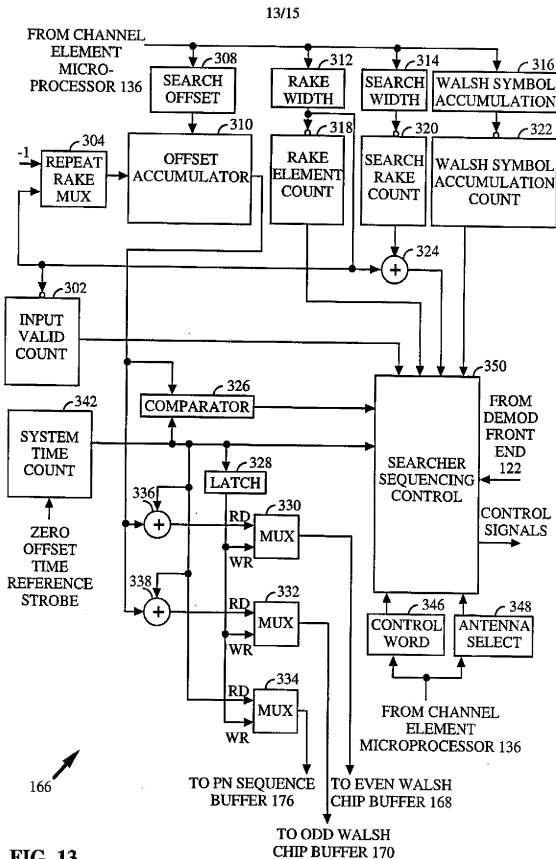 13/15
FROM CHANNEL
ELEMENT
MICRO-
PROCESSOR 136
308
SEARCH
OFFSET
312
RAKE
WIDTH
314
SEARCH
WIDTH
316
WALSH SYMBOL
ACCUMULATION
304
-1
REPEAT
RAKE
MUX
310
OFFSET
ACCUMULATOR
318
RAKE
ELEMENT
COUNT
320
SEARCH
RAKE
COUNT
322
WALSH SYMBOL
ACCUMULATION
COUNT
324
+
302
INPUT
VALID
COUNT
350
SEARCHER
SEQUENCING
CONTROL
326
COMPARATOR
FROM
DEMOD
FRONT
END
122
CONTROL
SIGNALS
342
SYSTEM
TIME
COUNT
328
LATCH
ZERO
OFFSET
TIME
REFERENCE
STROBE
336
+
RD
330
MUX
WR
338
+
RD
332
MUX
WR
RD
334
MUX
WR
346
CONTROL
WORD
348
ANTENNA
SELECT
FROM CHANNEL
ELEMENT
MICROPROCESSOR 136
166
TO PN SEQUENCE
BUFFER 176
TO EVEN WALSH
CHIP BUFFER 168
TO ODD WALSH
CHIP BUFFER 170
FIG. 13